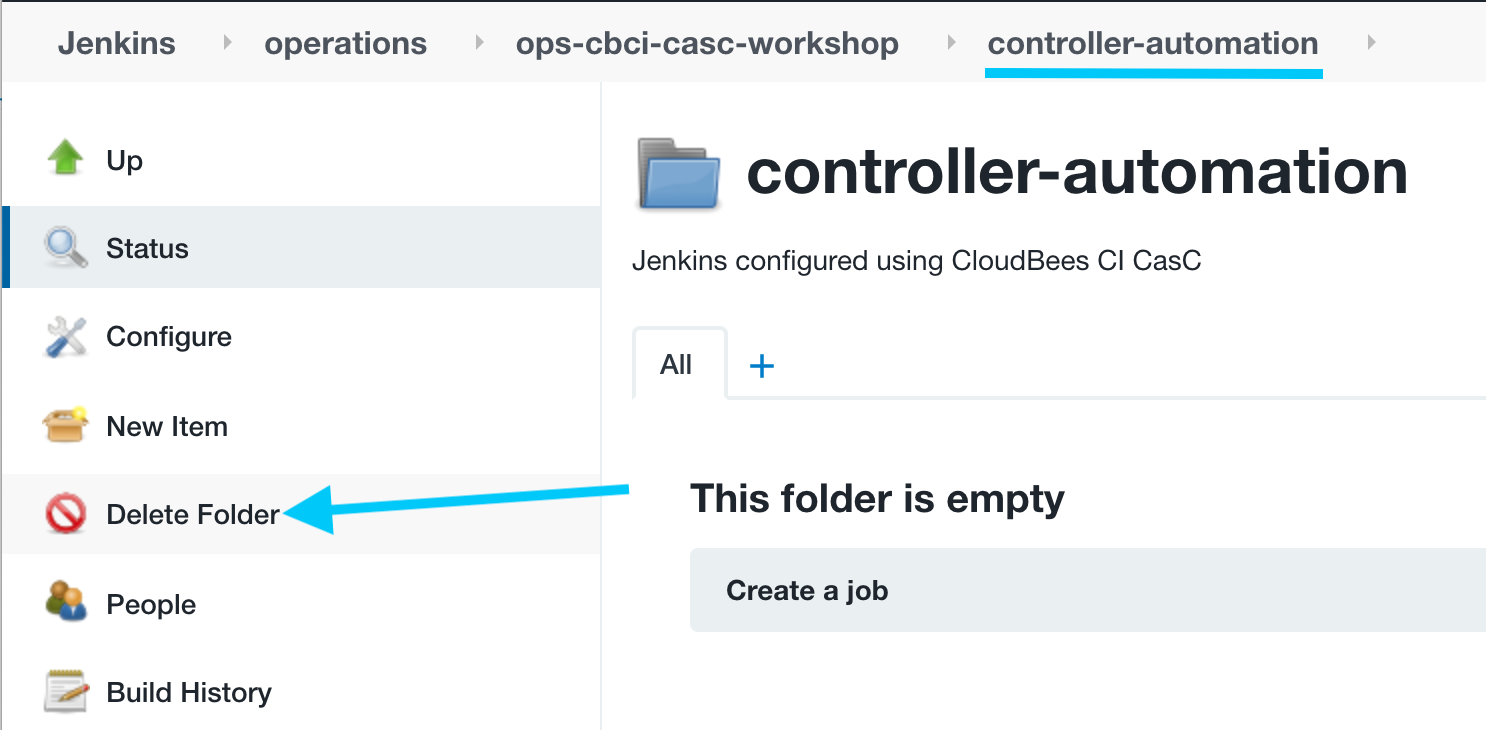 Jenkins operations ops-cbci-casc-workshop controller-automation
Up
Status
Configure
New Item
Delete Folder
People
Build History
controller-automation
Jenkins configured using CloudBees CI CasC
All +
This folder is empty
Create a job